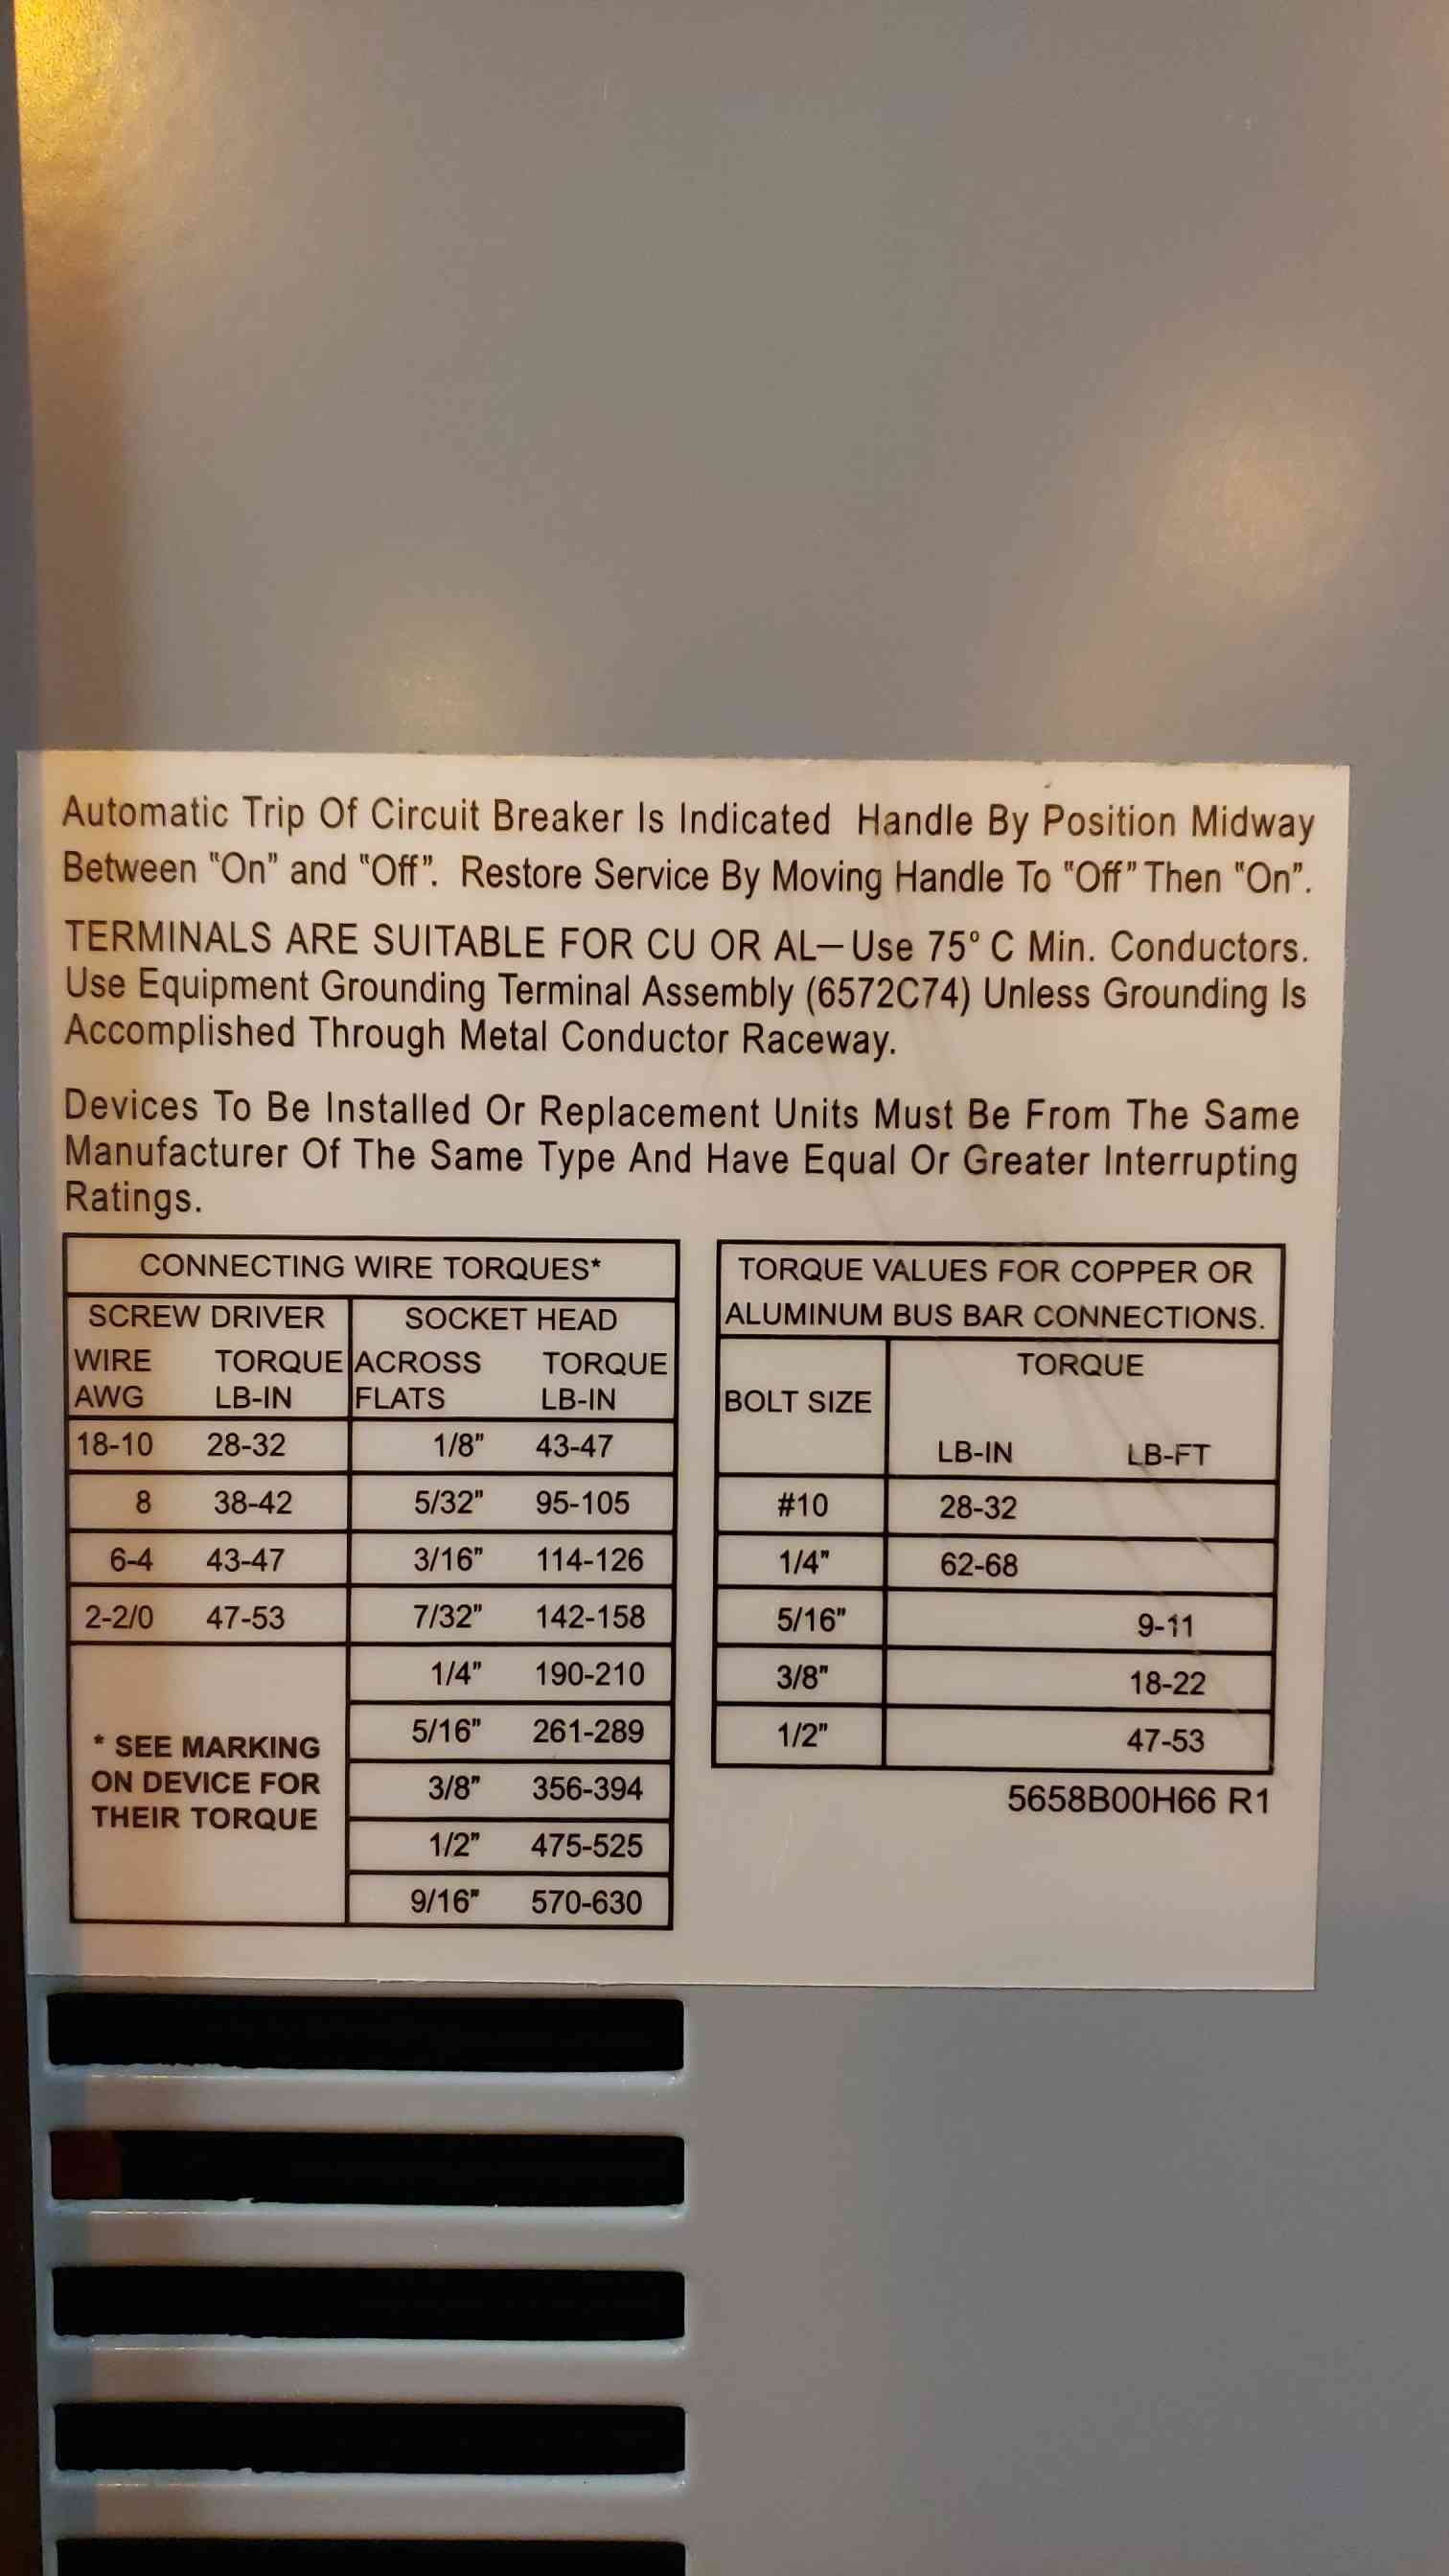 Automatic Trip Of Circuit Breaker Is Indicated Handle By Position Midway
Between "On" and "Off". Restore Service By Moving Handle To "Off" Then "On".
TERMINALS ARE SUITABLE FOR CU OR AL—Use 75° C Min. Conductors.
Use Equipment Grounding Terminal Assembly (6572C74) Unless Grounding Is
Accomplished Through Metal Conductor Raceway.
Devices To Be Installed Or Replacement Units Must Be From The Same
Manufacturer Of The Same Type And Have Equal Or Greater Interrupting
Ratings.
CONNECTING WIRE TORQUES*
SCREW DRIVER SOCKET HEAD
WIRE TORQUE ACROSS TORQUE
AWG LB-IN FLATS LB-IN
18-10 28-32 1/8" 43-47
8 38-42 5/32" 95-105
6-4 43-47 3/16" 114-126
2-2/0 47-53 7/32" 142-158
1/4" 190-210
5/16" 261-289
3/8" 356-394
1/2" 475-525
9/16" 570-630
* SEE MARKING
ON DEVICE FOR
THEIR TORQUE
TORQUE VALUES FOR COPPER OR
ALUMINUM BUS BAR CONNECTIONS.
TORQUE
BOLT SIZE
LB-IN LB-FT
#10 28-32
1/4" 62-68
5/16" 9-11
3/8" 18-22
1/2" 47-53
5658B00H66 R1